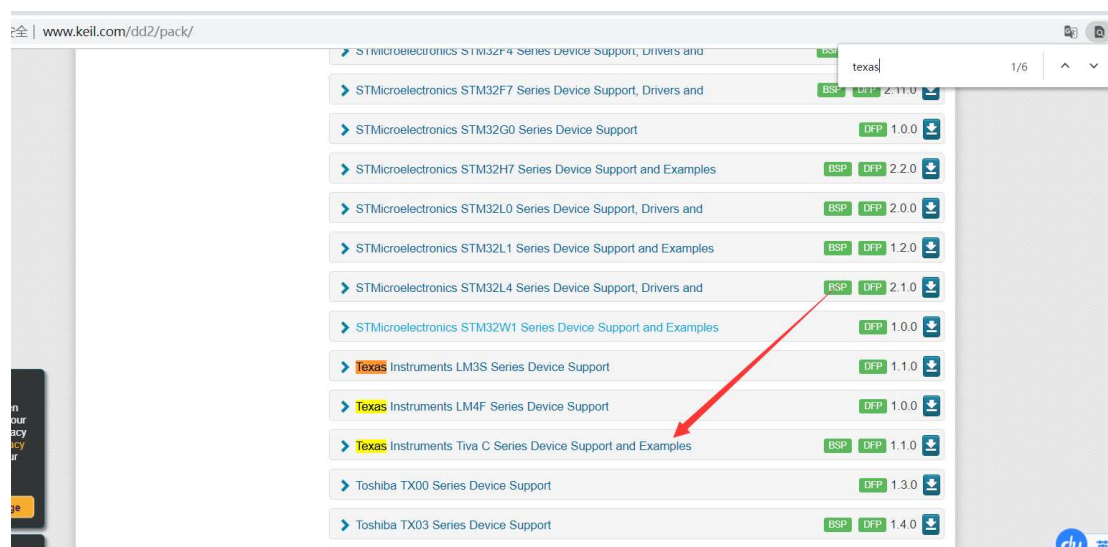 安全 | www.keil.com/dd2/pack/
texas 1/6
STMicroelectronics STM32F4 Series Device Support, Drivers and
STMicroelectronics STM32F7 Series Device Support, Drivers and BSP DFP 2.11.0
STMicroelectronics STM32G0 Series Device Support DFP 1.0.0
STMicroelectronics STM32H7 Series Device Support and Examples BSP DFP 2.2.0
STMicroelectronics STM32L0 Series Device Support, Drivers and BSP DFP 2.0.0
STMicroelectronics STM32L1 Series Device Support and Examples BSP DFP 1.2.0
STMicroelectronics STM32L4 Series Device Support, Drivers and BSP DFP 2.1.0
STMicroelectronics STM32W1 Series Device Support and Examples DFP 1.0.0
Texas Instruments LM3S Series Device Support DFP 1.1.0
Texas Instruments LM4F Series Device Support DFP 1.0.0
Texas Instruments Tiva C Series Device Support and Examples BSP DFP 1.1.0
Toshiba TX00 Series Device Support DFP 1.3.0
Toshiba TX03 Series Device Support BSP DFP 1.4.0
du 英